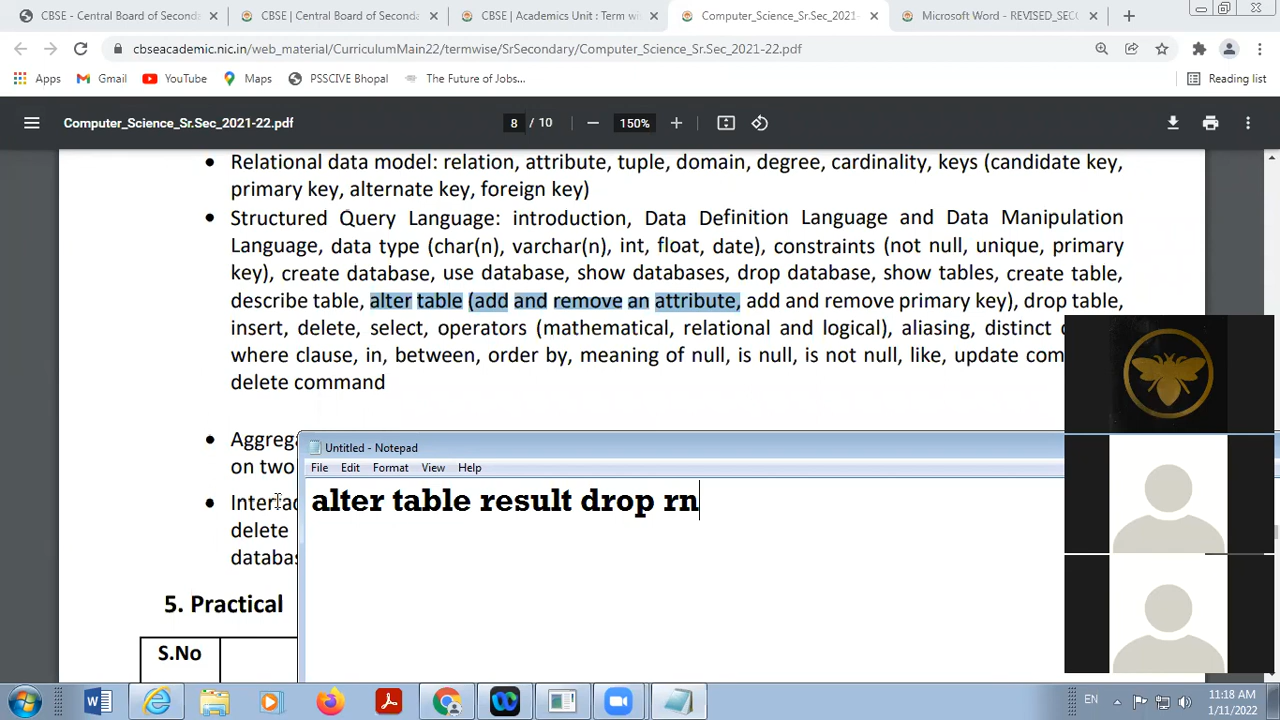 CBSE - Central Board of Second
CBSE | Central Board of Seconda
CBSE | Academics Unit : Term wi
Computer_Science_Sr.Sec_2021-
Microsoft Word - REVISED_SEC
cbseacademic.nic.in/web_material/CurriculumMain22/termwise/SrSecondary/Computer_Science_Sr.Sec_2021-22.pdf
Apps
Gmail
YouTube
Maps
PSSCIVE Bhopal
The Future of Jobs...
Reading list
Computer_Science_Sr.Sec_2021-22.pdf
8 / 10
150%
• Relational data model: relation, attribute, tuple, domain, degree, cardinality, keys (candidate key,
primary key, alternate key, foreign key)
• Structured Query Language: introduction, Data Definition Language and Data Manipulation
Language, data type (char(n), varchar(n), int, float, date), constraints (not null, unique, primary
key), create database, use database, show databases, drop database, show tables, create table,
describe table, alter table (add and remove an attribute, add and remove primary key), drop table,
insert, delete, select, operators (mathematical, relational and logical), aliasing, distinct
where clause, in, between, order by, meaning of null, is null, is not null, like, update com
delete command
• Aggrega
on two
• Interfac
delete
databas
5. Practical
S.No
Untitled - Notepad
File Edit Format View Help
alter table result drop rn
EN
11:18 AM
1/11/2022